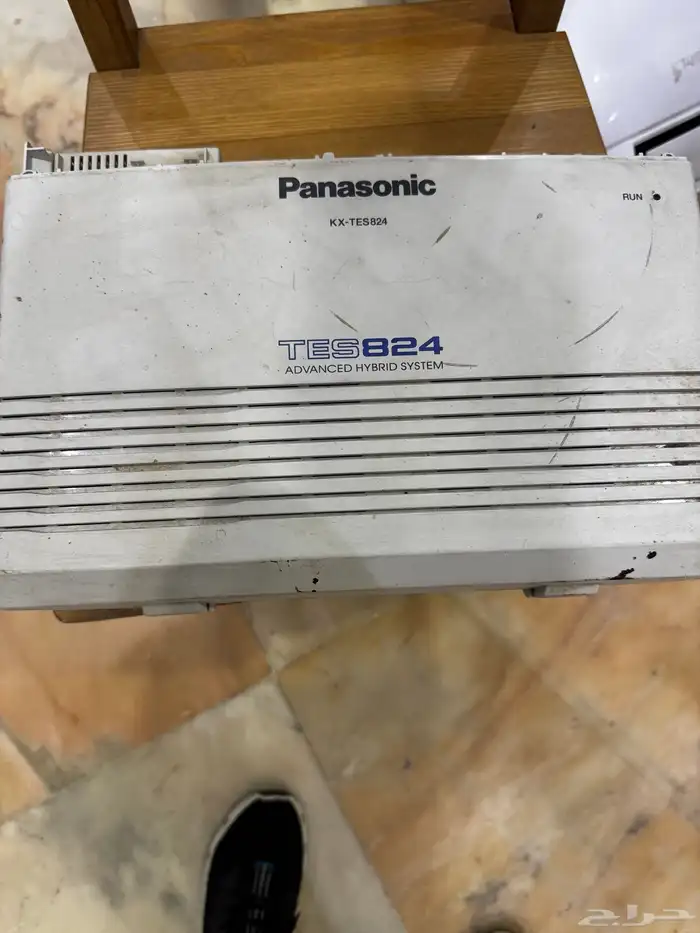 Panasonic
RUN
KX-TES824
TES824
ADVANCED HYBRID SYSTEM
حراج